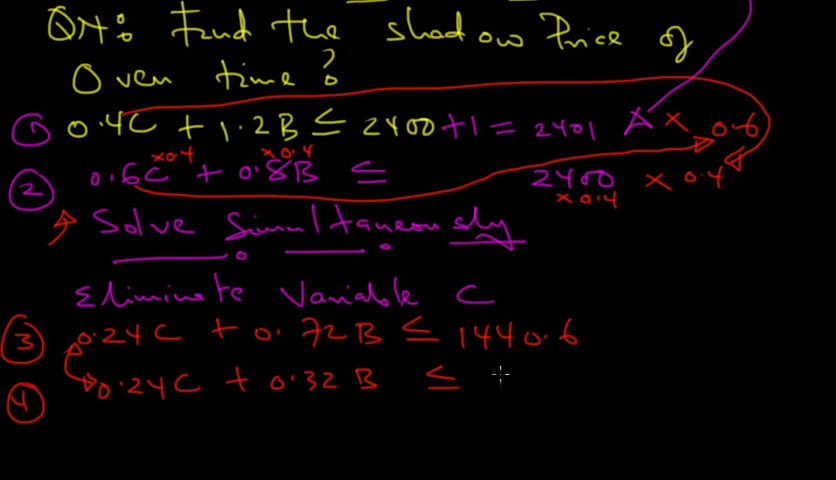 QN: Find the shadow Price of
Oven time?
① 0.4C + 1.2B ≤ 2400 +1 = 2401 A × 0.6
×0.4 ×0.4
② 0.6C + 0.8B ≤ 2400 × 0.4
×0.4
Solve Simultaneously
Eliminate Variable C
③ 0.24C + 0.72B ≤ 1440.6
④ 0.24C + 0.32B ≤